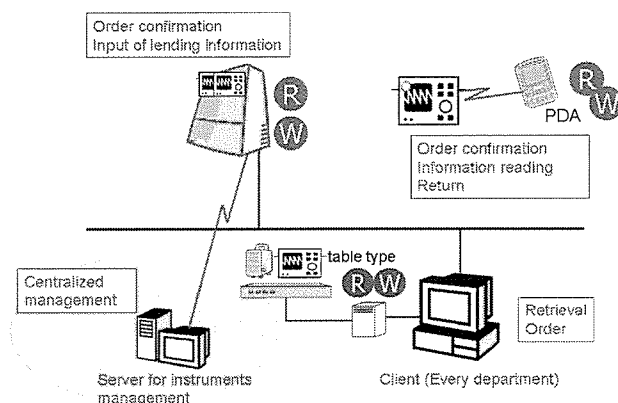 Order confirmation
Input of lending information
R
W
R
W
PDA
Order confirmation
Information reading
Return
table type
R W
Centralized
management
Retrieval
Order
Server for instruments
management
Client (Every department)